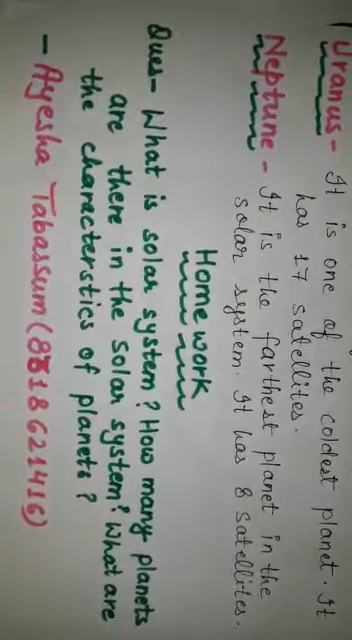 Uranus - It is one of the coldest planet. It
has 17 satellites.
Neptune - It is the farthest planet in the
solar system. It has 8 satellites.
Home work
Ques - What is solar system? How many planets
are there in the solar system? What are
the characterstics of planets?
- Ayesha Tabassum (8818621416)